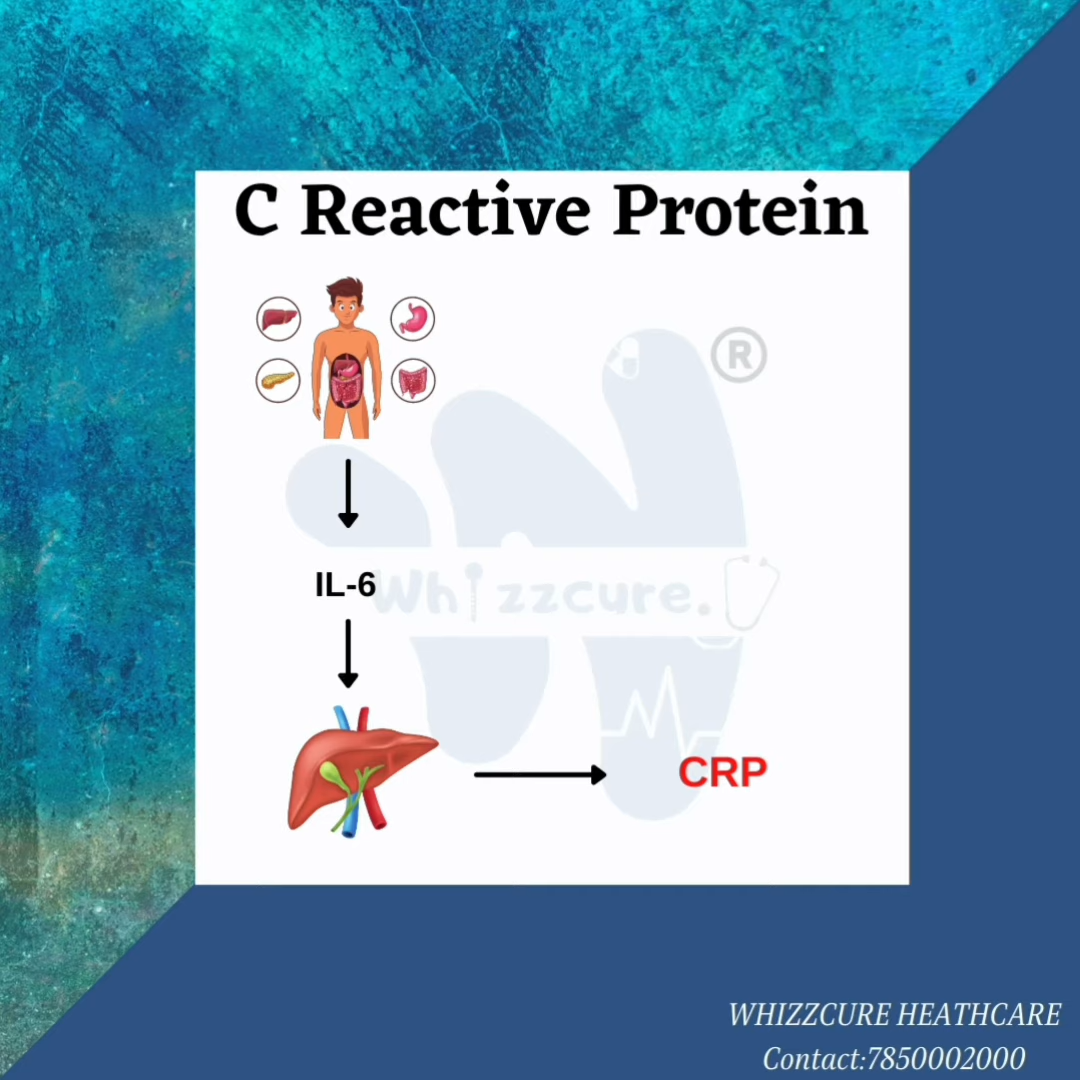 C Reactive Protein
®
IL-6
Whizzcure.
CRP
WHIZZCURE HEATHCARE
Contact:7850002000